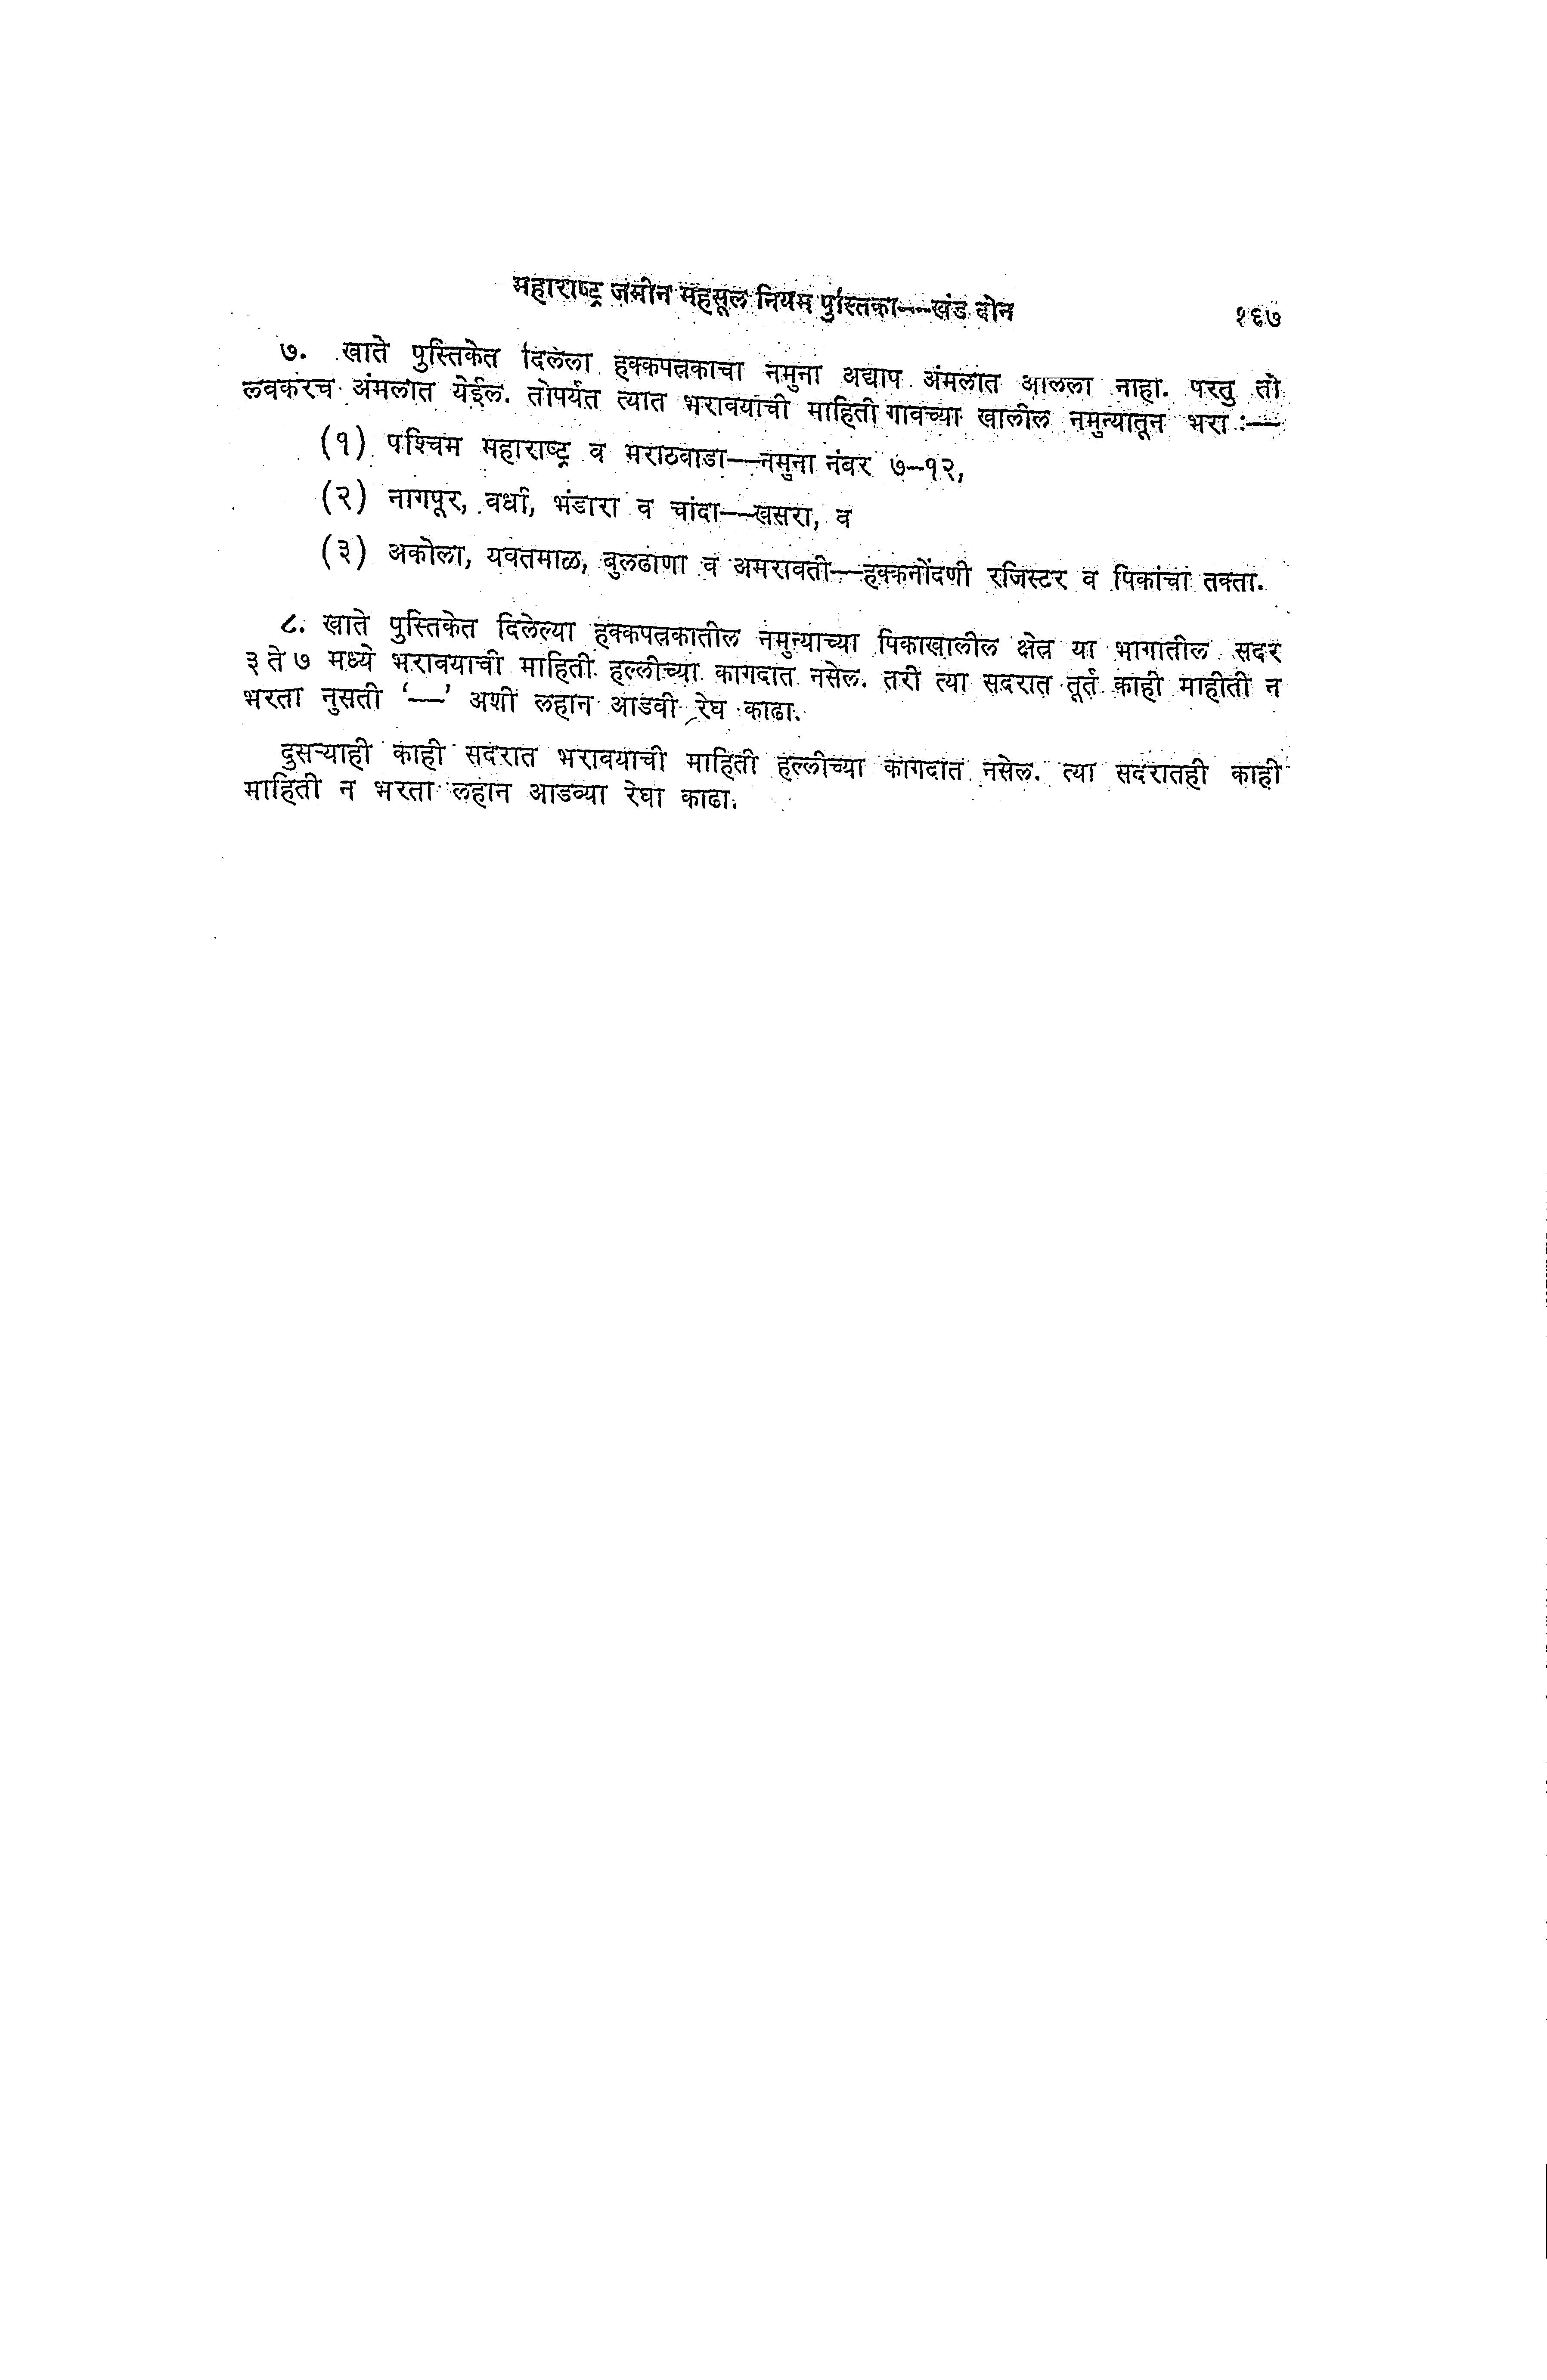 महाराष्ट्र जमीन महसूल नियम पुस्तिका——खंड दोन
१६७
७. खाते पुस्तिकेत दिलेला हक्कपत्रकाचा नमुना अद्याप अंमलात आलला नाही. परंतु तो
लवकरच अंमलात येईल. तोपर्यंत त्यात भरावयाची माहिती गावच्या खालील नमुन्यातून भरा :—
(१) पश्चिम महाराष्ट्र व मराठवाडा—नमुना नंबर ७–१२,
(२) नागपूर, वर्धा, भंडारा व चांदा—खसरा, व
(३) अकोला, यवतमाळ, बुलढाणा व अमरावती—हक्कनोंदणी रजिस्टर व पिकांचा तक्ता.
८. खाते पुस्तिकेत दिलेल्या हक्कपत्रकातील नमुन्याच्या पिकाखालील क्षेत्र या भागातील सदर
३ ते ७ मध्ये भरावयाची माहिती हल्लीच्या कागदात नसेल. तरी त्या सदरात तूर्त काही माहीती न
भरता नुसती ‘—’ अशी लहान आडवी रेघ काढा.
दुसऱ्याही काही सदरात भरावयाची माहिती हल्लीच्या कागदात नसेल. त्या सदरातही काही
माहिती न भरता लहान आडव्या रेघा काढा.